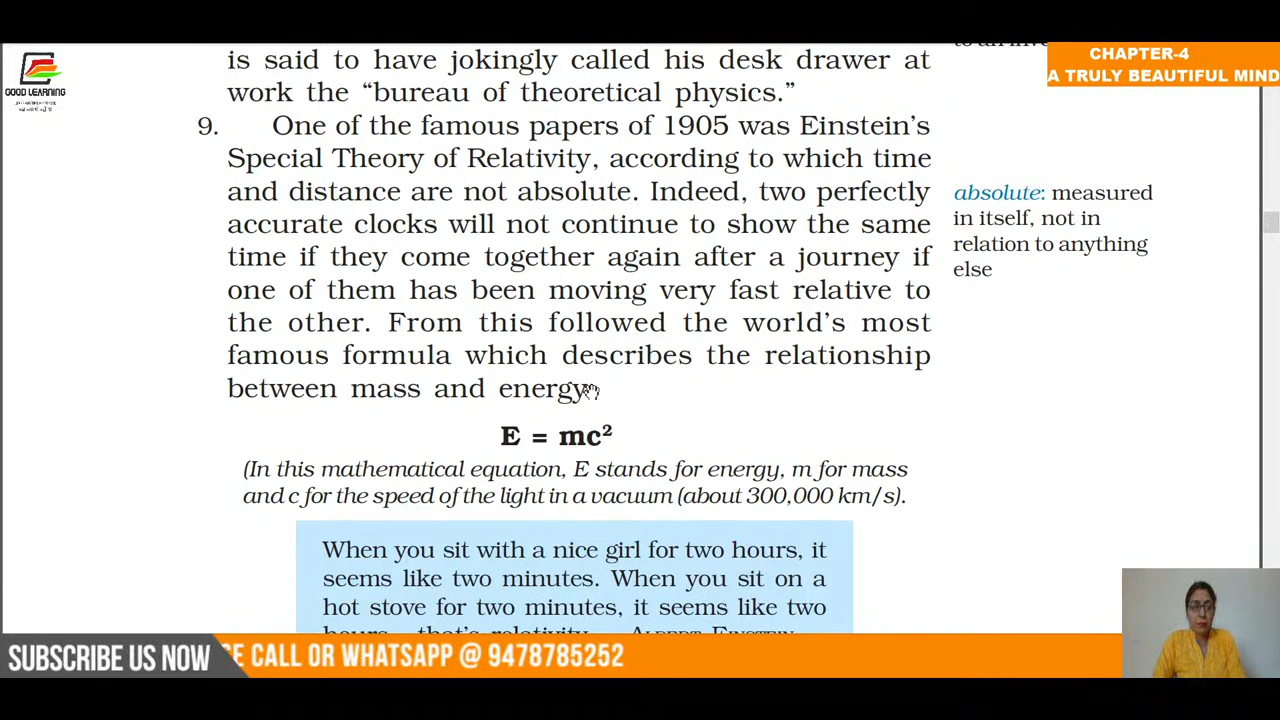 is said to have jokingly called his desk drawer at
work the “bureau of theoretical physics.”
9. One of the famous papers of 1905 was Einstein’s
Special Theory of Relativity, according to which time
and distance are not absolute. Indeed, two perfectly
accurate clocks will not continue to show the same
time if they come together again after a journey if
one of them has been moving very fast relative to
the other. From this followed the world’s most
famous formula which describes the relationship
between mass and energy
E = mc²
(In this mathematical equation, E stands for energy, m for mass
and c for the speed of the light in a vacuum (about 300,000 km/s).
When you sit with a nice girl for two hours, it
seems like two minutes. When you sit on a
hot stove for two minutes, it seems like two
hours that’s relativity. ALBERT EINSTEIN
absolute: measured
in itself, not in
relation to anything
else
CHAPTER-4
A TRULY BEAUTIFUL MIND
GOOD LEARNING
SUBSCRIBE US NOW
CALL OR WHATSAPP @ 9478785252